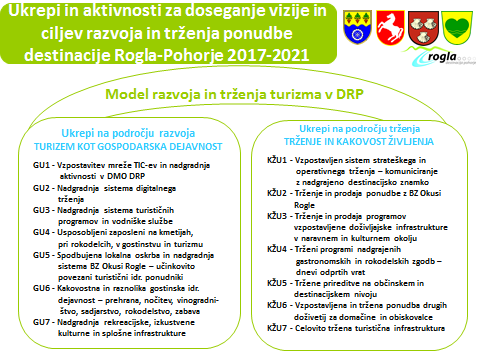 Ukrepi in aktivnosti za doseganje vizije in
ciljev razvoja in trženja ponudbe
destinacije Rogla-Pohorje 2017-2021
rogla
Model razvoja in trženja turizma v DRP
Ukrepi na področju razvoja
TURIZEM KOT GOSPODARSKA DEJAVNOST
GU1 - Vzpostavitev mreže TIC-ev in nadgradnja
aktivnosti v DMO DRP
GU2 - Nadgradnja sistema digitalnega
trženja
GU3 - Nadgradnja sistema turističnih
programov in vodniške službe
GU4 - Usposobljeni zaposleni na kmetijah,
pri rokodelcih, v gostinstvu in turizmu
GU5 - Spodbujena lokalna oskrba in nadgradnja
sistema BZ Okusi Rogle – učinkovito
povezani turistični idr. ponudniki
GU6 - Kakovostna in raznolika gostinska idr.
dejavnost – prehrana, nočitev, vinogradni-
štvo, sadjarstvo, rokodelstvo, zabava
GU7 - Nadgradnja rekreacijske, izkustvene
kulturne in splošne infrastrukture
Ukrepi na področju trženja
TRŽENJE IN KAKOVOST ŽIVLJENJA
KŽU1 - Vzpostavljen sistem strateškega in
operativnega trženja – komuniciranje
z nadgrajeno destinacijsko znamko
KŽU2 - Trženje in prodaja ponudbe z BZ Okusi
Rogle
KŽU3 - Trženje in prodaja programov
vzpostavljene doživljajske infrastrukture
v naravnem in kulturnem okolju
KŽU4 - Trženi programi nadgrajenih
gastronomskih in rokodelskih zgodb –
dnevi odprtih vrat
KŽU5 - Tržene prireditve na občinskem in
destinacijskem nivoju
KŽU6 - Vzpostavljena in tržena ponudba drugih
doživetij za domačine in obiskovalce
KŽU7 - Celovito tržena turistična infrastruktura